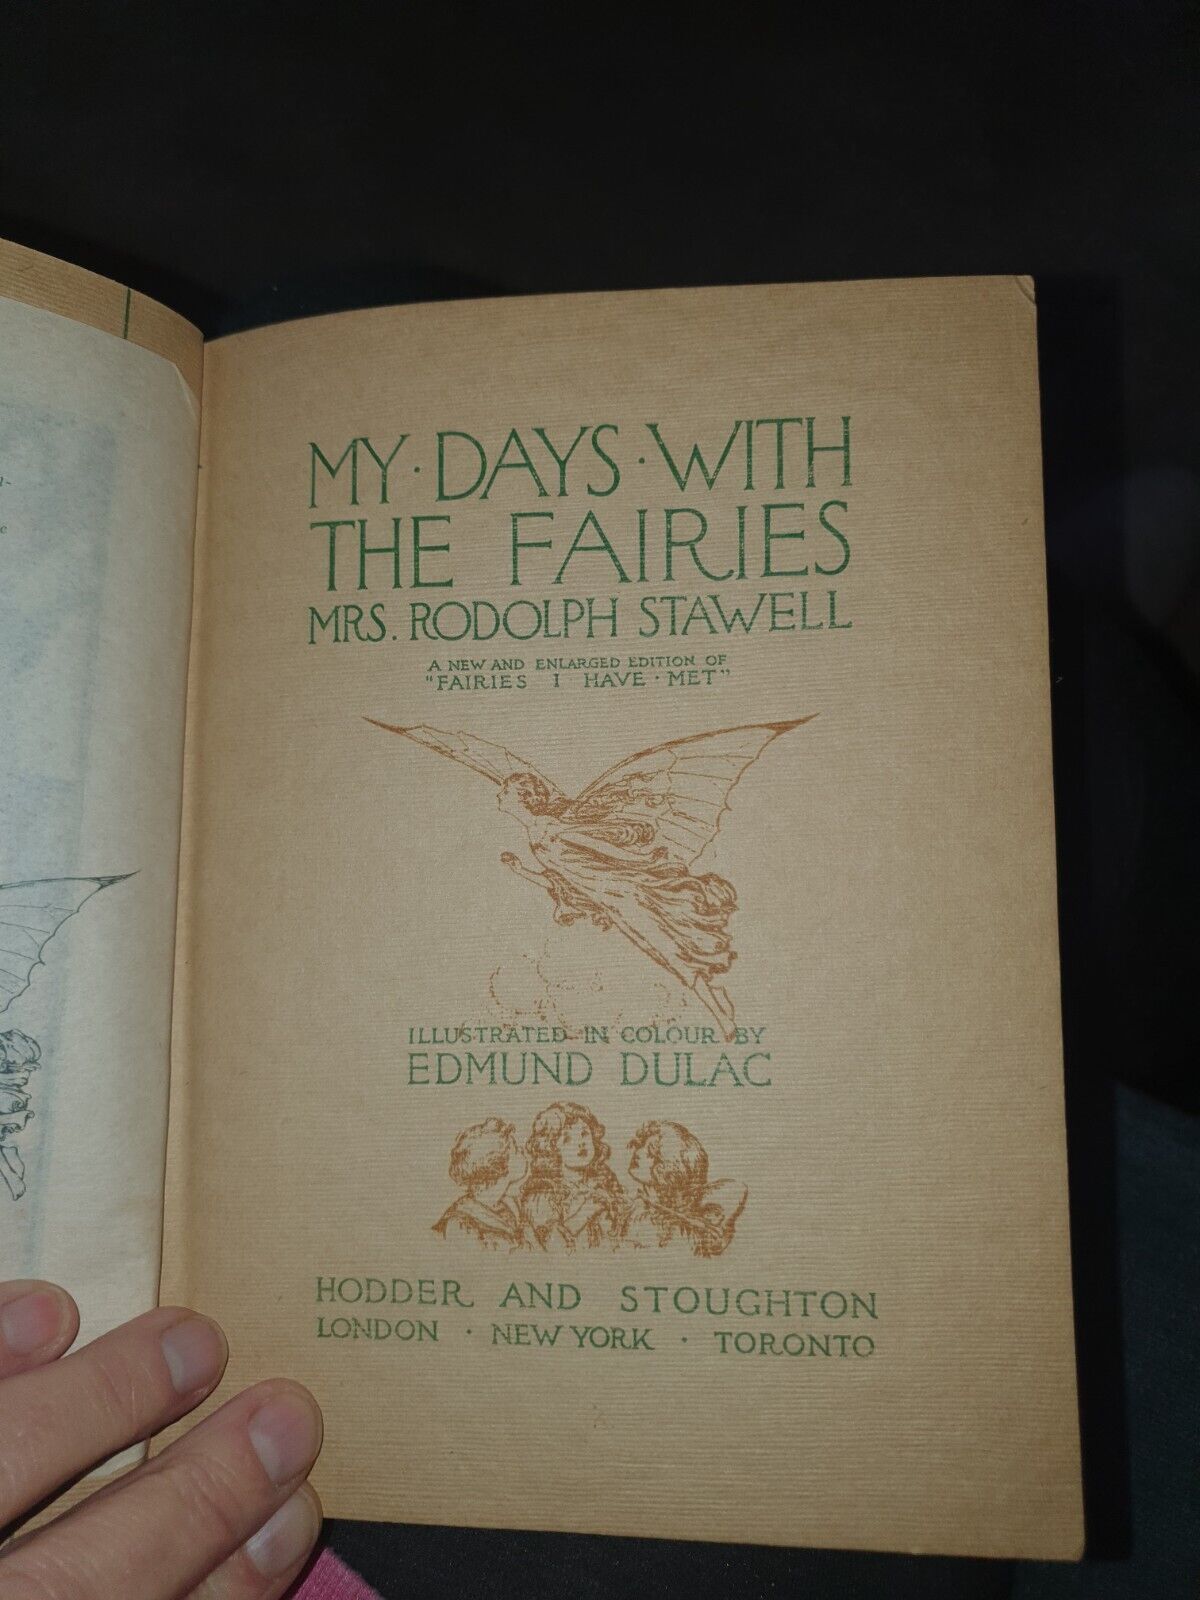 MY · DAYS · WITH
THE FAIRIES
MRS. RODOLPH STAWELL
A NEW AND ENLARGED EDITION OF
"FAIRIES I HAVE · MET"
ILLUSTRATED IN COLOUR BY
EDMUND DULAC
HODDER AND STOUGHTON
LONDON · NEW YORK · TORONTO